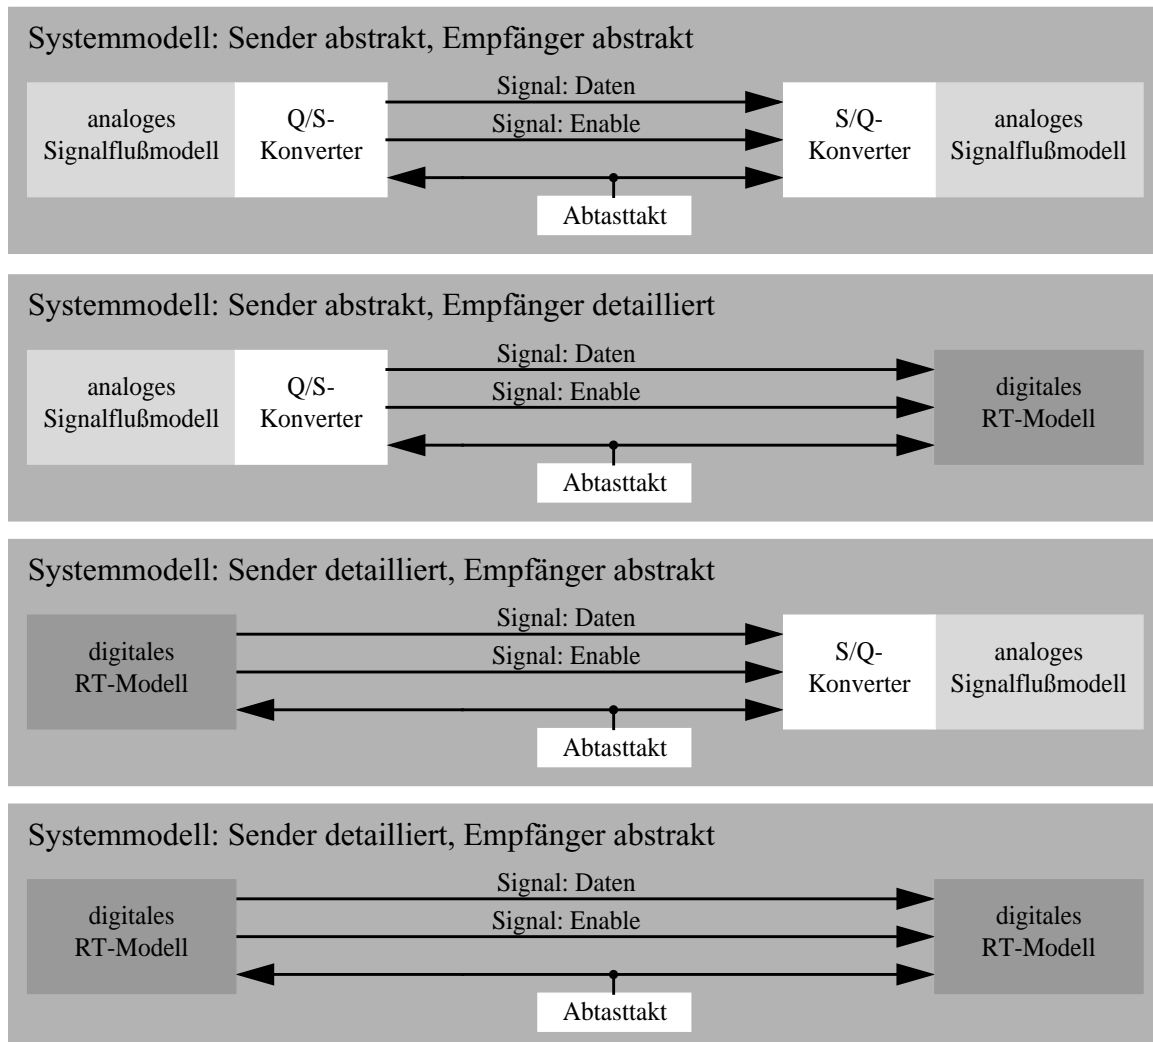 Systemmodell: Sender abstrakt, Empfänger abstrakt
analoges
Signalflußmodell
Q/S-
Konverter
Signal: Daten
Signal: Enable
Abtasttakt
S/Q-
Konverter
analoges
Signalflußmodell
Systemmodell: Sender abstrakt, Empfänger detailliert
analoges
Signalflußmodell
Q/S-
Konverter
Signal: Daten
Signal: Enable
Abtasttakt
digitales
RT-Modell
Systemmodell: Sender detailliert, Empfänger abstrakt
digitales
RT-Modell
Signal: Daten
Signal: Enable
Abtasttakt
S/Q-
Konverter
analoges
Signalflußmodell
Systemmodell: Sender detailliert, Empfänger abstrakt
digitales
RT-Modell
Signal: Daten
Signal: Enable
Abtasttakt
digitales
RT-Modell